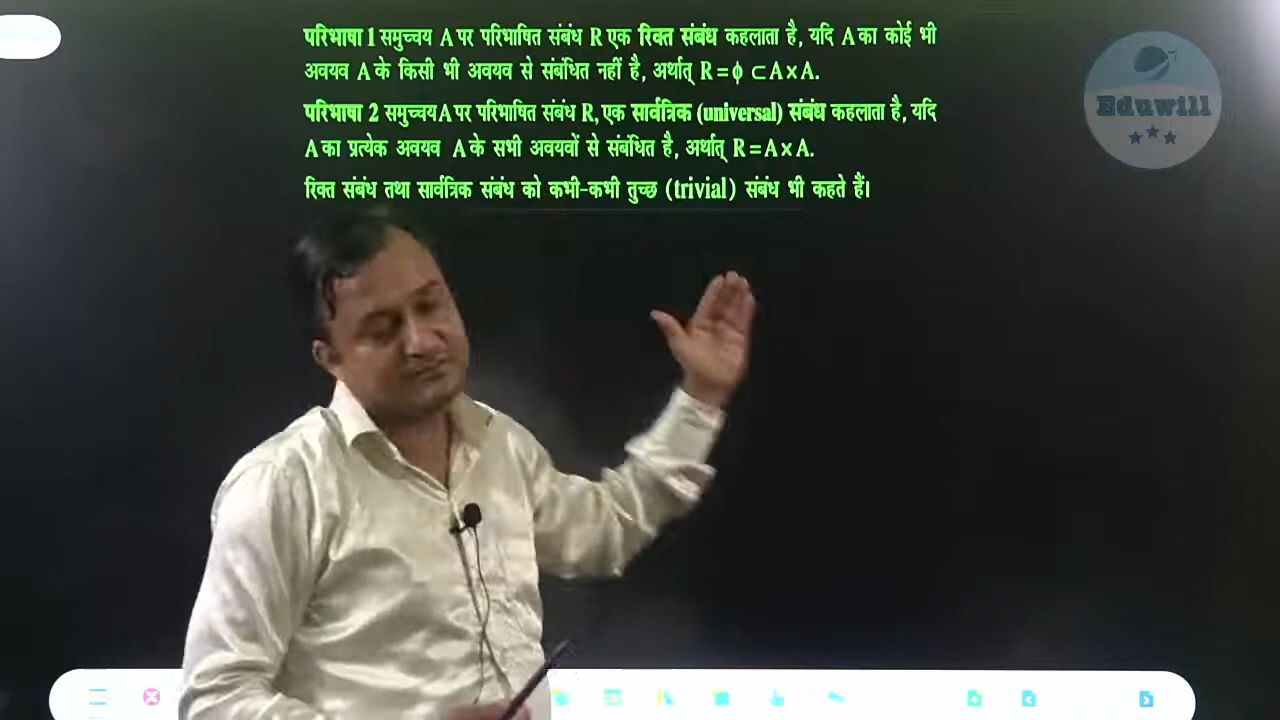 परिभाषा 1 समुच्चय A पर परिभाषित संबंध R एक रिक्त संबंध कहलाता है, यदि A का कोई भी
अवयव A के किसी भी अवयव से संबंधित नहीं है, अर्थात् R = ϕ ⊂ A x A.
परिभाषा 2 समुच्चय A पर परिभाषित संबंध R, एक सार्वत्रिक (universal) संबंध कहलाता है, यदि
A का प्रत्येक अवयव A के सभी अवयवों से संबंधित है, अर्थात् R = A x A.
रिक्त संबंध तथा सार्वत्रिक संबंध को कभी-कभी तुच्छ (trivial) संबंध भी कहते हैं।
Eduwill